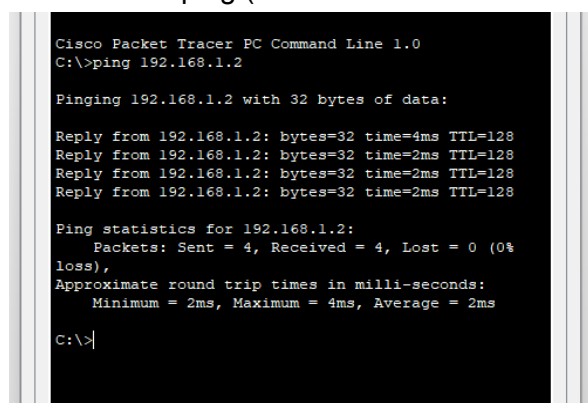 ping (
Cisco Packet Tracer PC Command Line 1.0
C:\>ping 192.168.1.2
Pinging 192.168.1.2 with 32 bytes of data:
Reply from 192.168.1.2: bytes=32 time=4ms TTL=128
Reply from 192.168.1.2: bytes=32 time=2ms TTL=128
Reply from 192.168.1.2: bytes=32 time=2ms TTL=128
Reply from 192.168.1.2: bytes=32 time=2ms TTL=128
Ping statistics for 192.168.1.2:
    Packets: Sent = 4, Received = 4, Lost = 0 (0%
loss),
Approximate round trip times in milli-seconds:
    Minimum = 2ms, Maximum = 4ms, Average = 2ms
C:\>